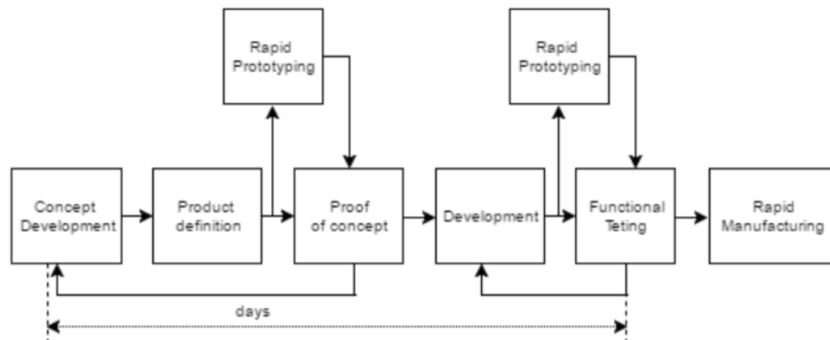 Rapid
Prototyping
Rapid
Prototyping
Concept
Development
Product
definition
Proof
of concept
Development
Functional
Teting
Rapid
Manufacturing
days